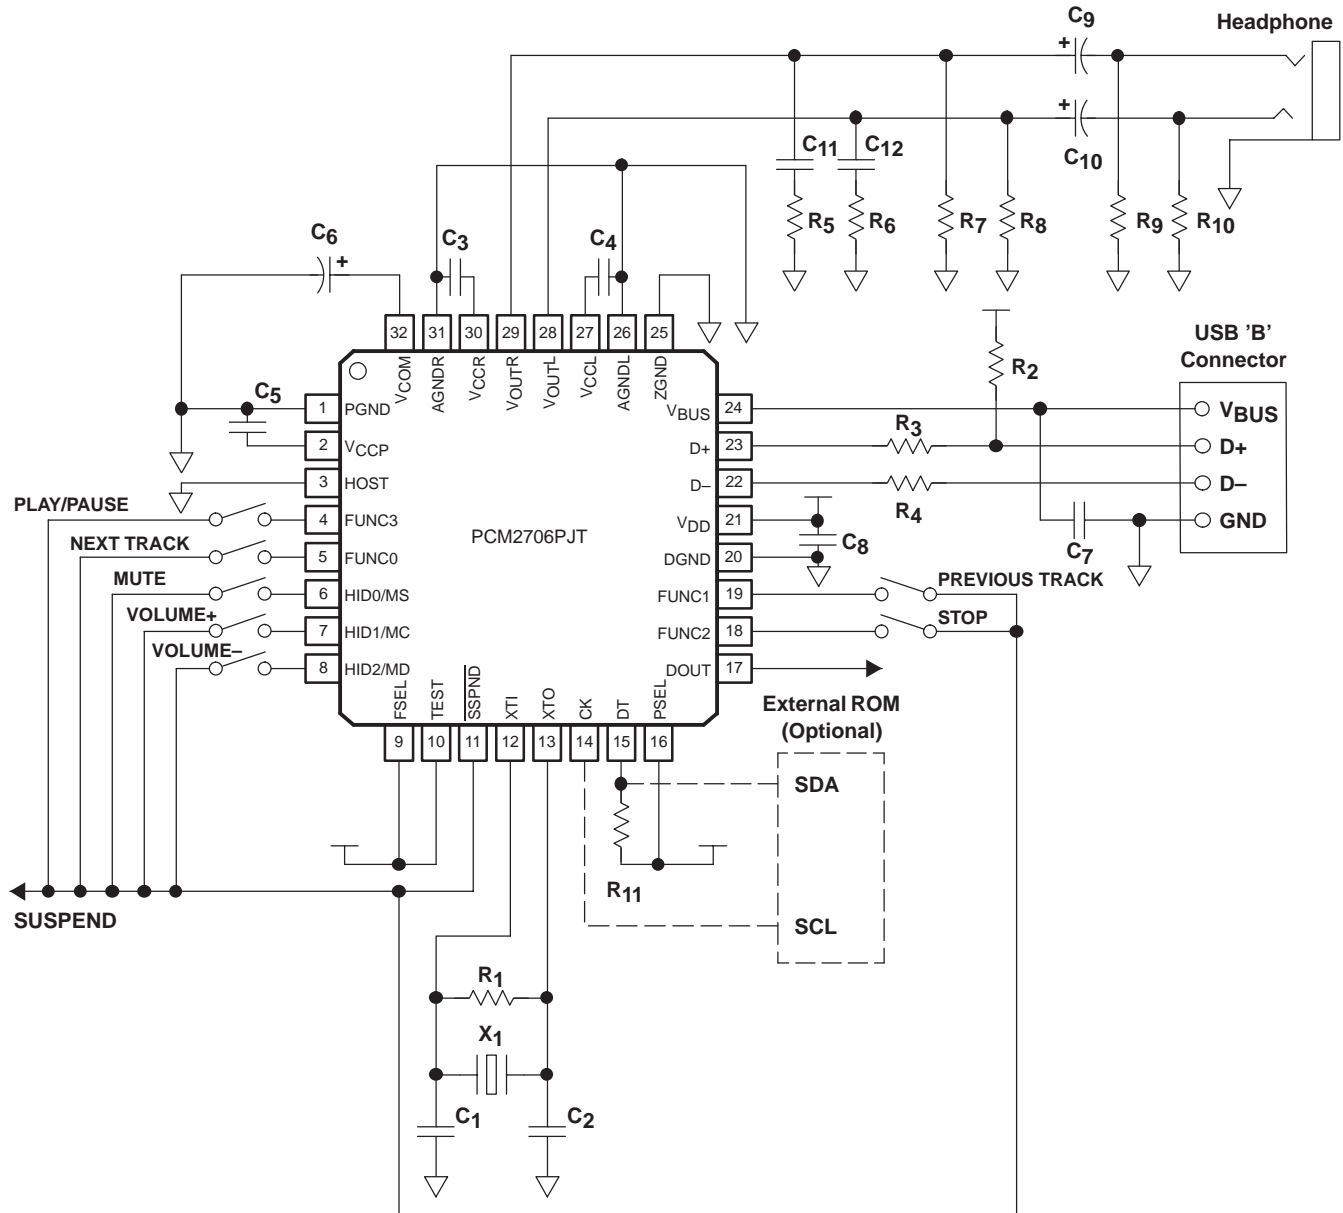 C9
Headphone
+
+
C10
C11
C12
R5
R6
R7
R8
R9
R10
C6
+
C3
C4
32
31
30
29
28
27
26
25
VCOM
AGNDR
VCCR
VOUTR
VOUTL
VCCL
AGNDL
ZGND
R2
USB 'B'
Connector
C5
1
PGND
VBUS
24
VBUS
2
VCCP
D+
23
R3
D+
3
HOST
D–
22
R4
D–
PLAY/PAUSE
4
FUNC3
PCM2706PJT
VDD
21
C8
C7
GND
NEXT TRACK
5
FUNC0
DGND
20
MUTE
6
HID0/MS
FUNC1
19
PREVIOUS TRACK
VOLUME+
7
HID1/MC
FUNC2
18
STOP
VOLUME–
8
HID2/MD
DOUT
17
FSEL
TEST
SSPND
XTI
XTO
CK
DT
PSEL
9
10
11
12
13
14
15
16
External ROM
(Optional)
SDA
R11
SCL
SUSPEND
R1
X1
C1
C2